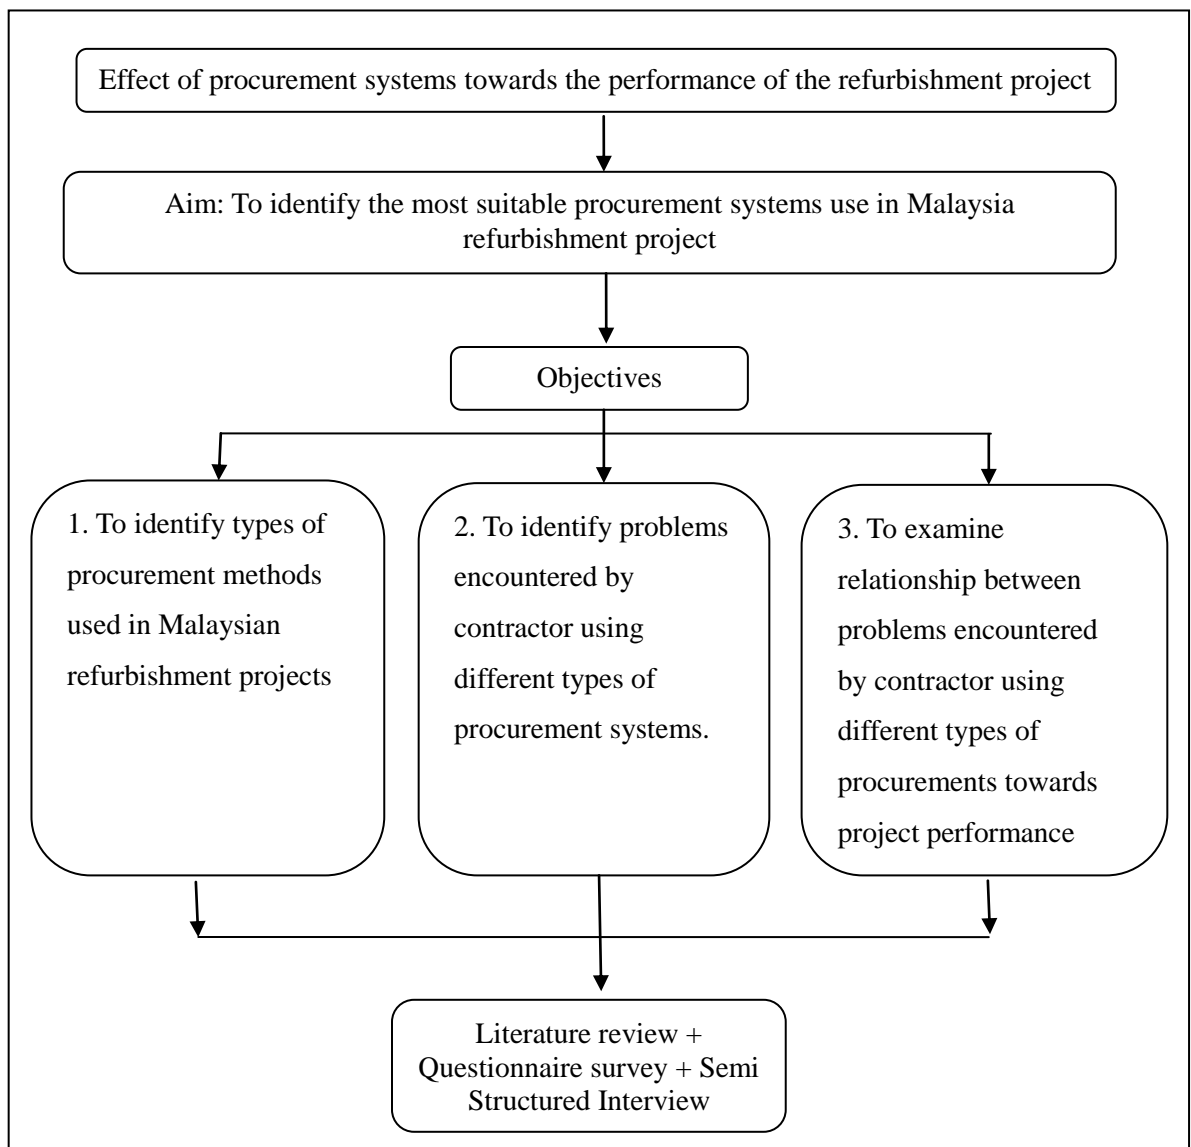 Effect of procurement systems towards the performance of the refurbishment project
Aim: To identify the most suitable procurement systems use in Malaysia
refurbishment project
Objectives
1. To identify types of
procurement methods
used in Malaysian
refurbishment projects
2. To identify problems
encountered by
contractor using
different types of
procurement systems.
3. To examine
relationship between
problems encountered
by contractor using
different types of
procurements towards
project performance
Literature review +
Questionnaire survey + Semi
Structured Interview